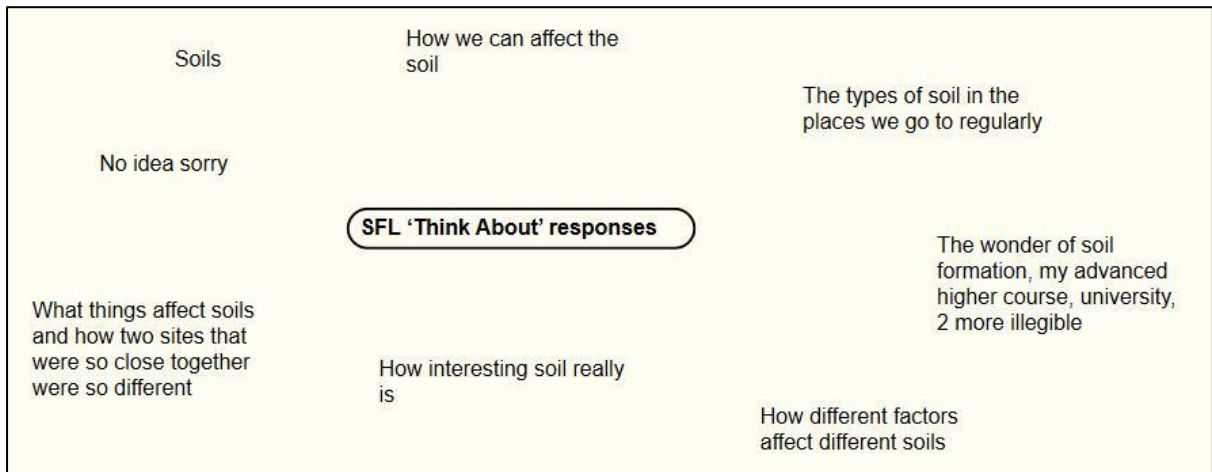 Soils
How we can affect the
soil
The types of soil in the
places we go to regularly
No idea sorry
SFL ‘Think About’ responses
The wonder of soil
formation, my advanced
higher course, university,
2 more illegible
What things affect soils
and how two sites that
were so close together
were so different
How interesting soil really
is
How different factors
affect different soils